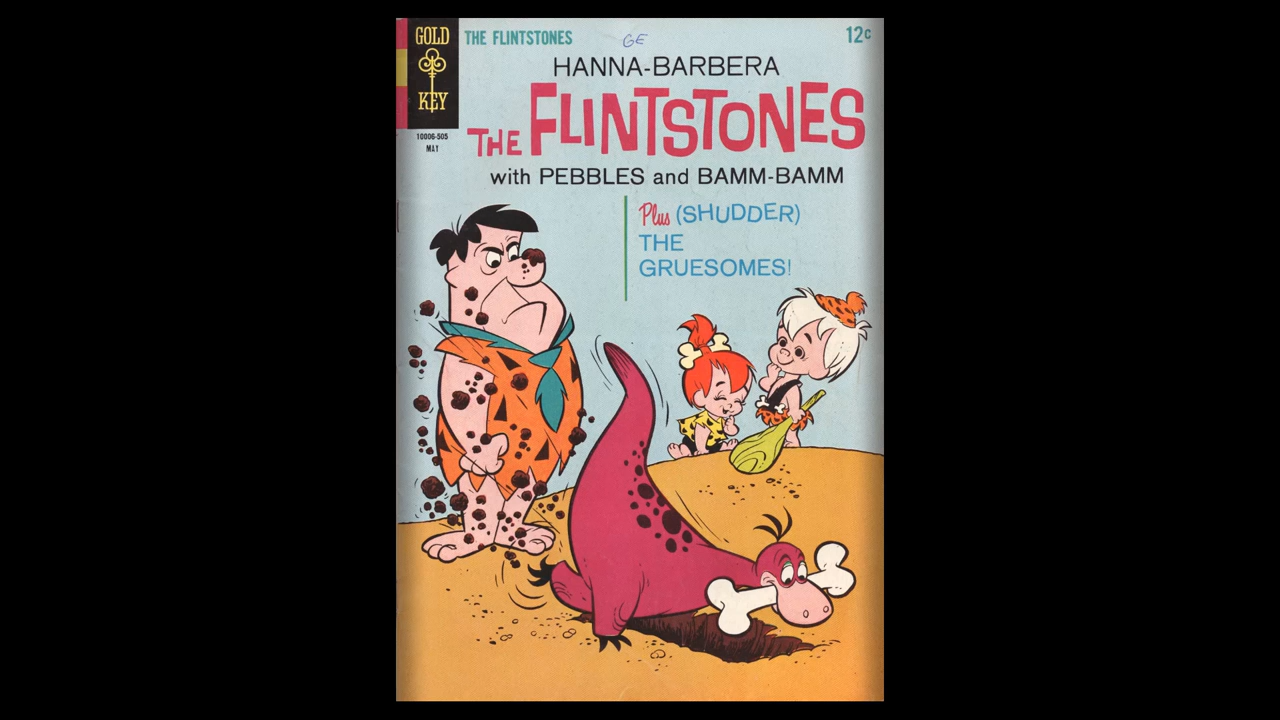 GOLD
KEY
10006-505
MAY
THE FLINTSTONES
GE
12c
HANNA-BARBERA
THE FLINTSTONES
with PEBBLES and BAMM-BAMM
Plus (SHUDDER)
THE
GRUESOMES!